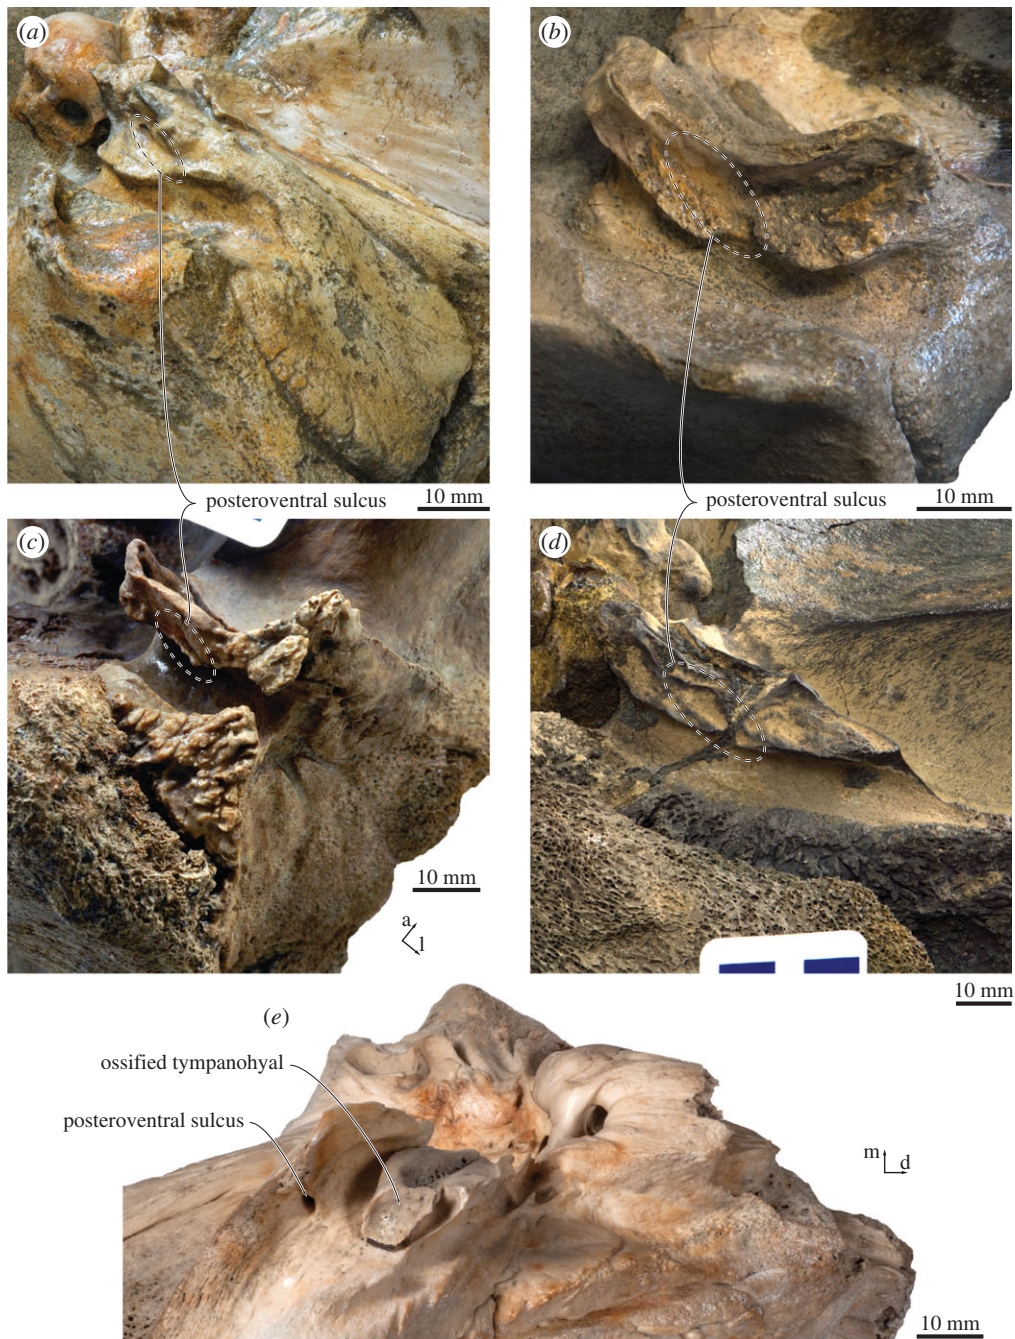 (a)
(b)
10 mm
10 mm
posteroventral sulcus
posteroventral sulcus
(c)
(d)
10 mm
a
l
10 mm
(e)
ossified tympanohyal
posteroventral sulcus
m
d
10 mm